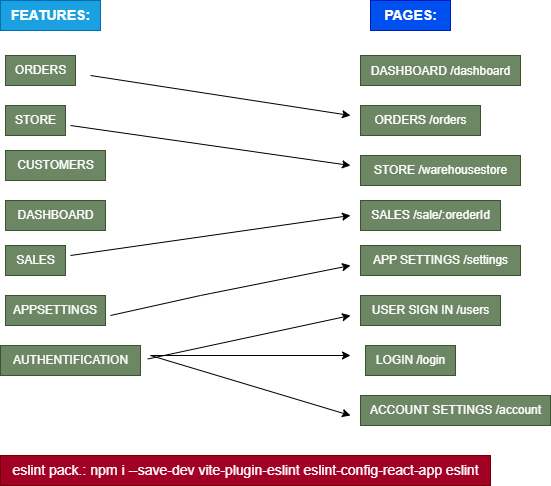 FEATURES:
PAGES:
ORDERS
STORE
CUSTOMERS
DASHBOARD
SALES
APPSETTINGS
AUTHENTIFICATION
DASHBOARD /dashboard
ORDERS /orders
STORE /warehousestore
SALES /sale/:orederId
APP SETTINGS /settings
USER SIGN IN /users
LOGIN /login
ACCOUNT SETTINGS /account
eslint pack.: npm i --save-dev vite-plugin-eslint eslint-config-react-app eslint